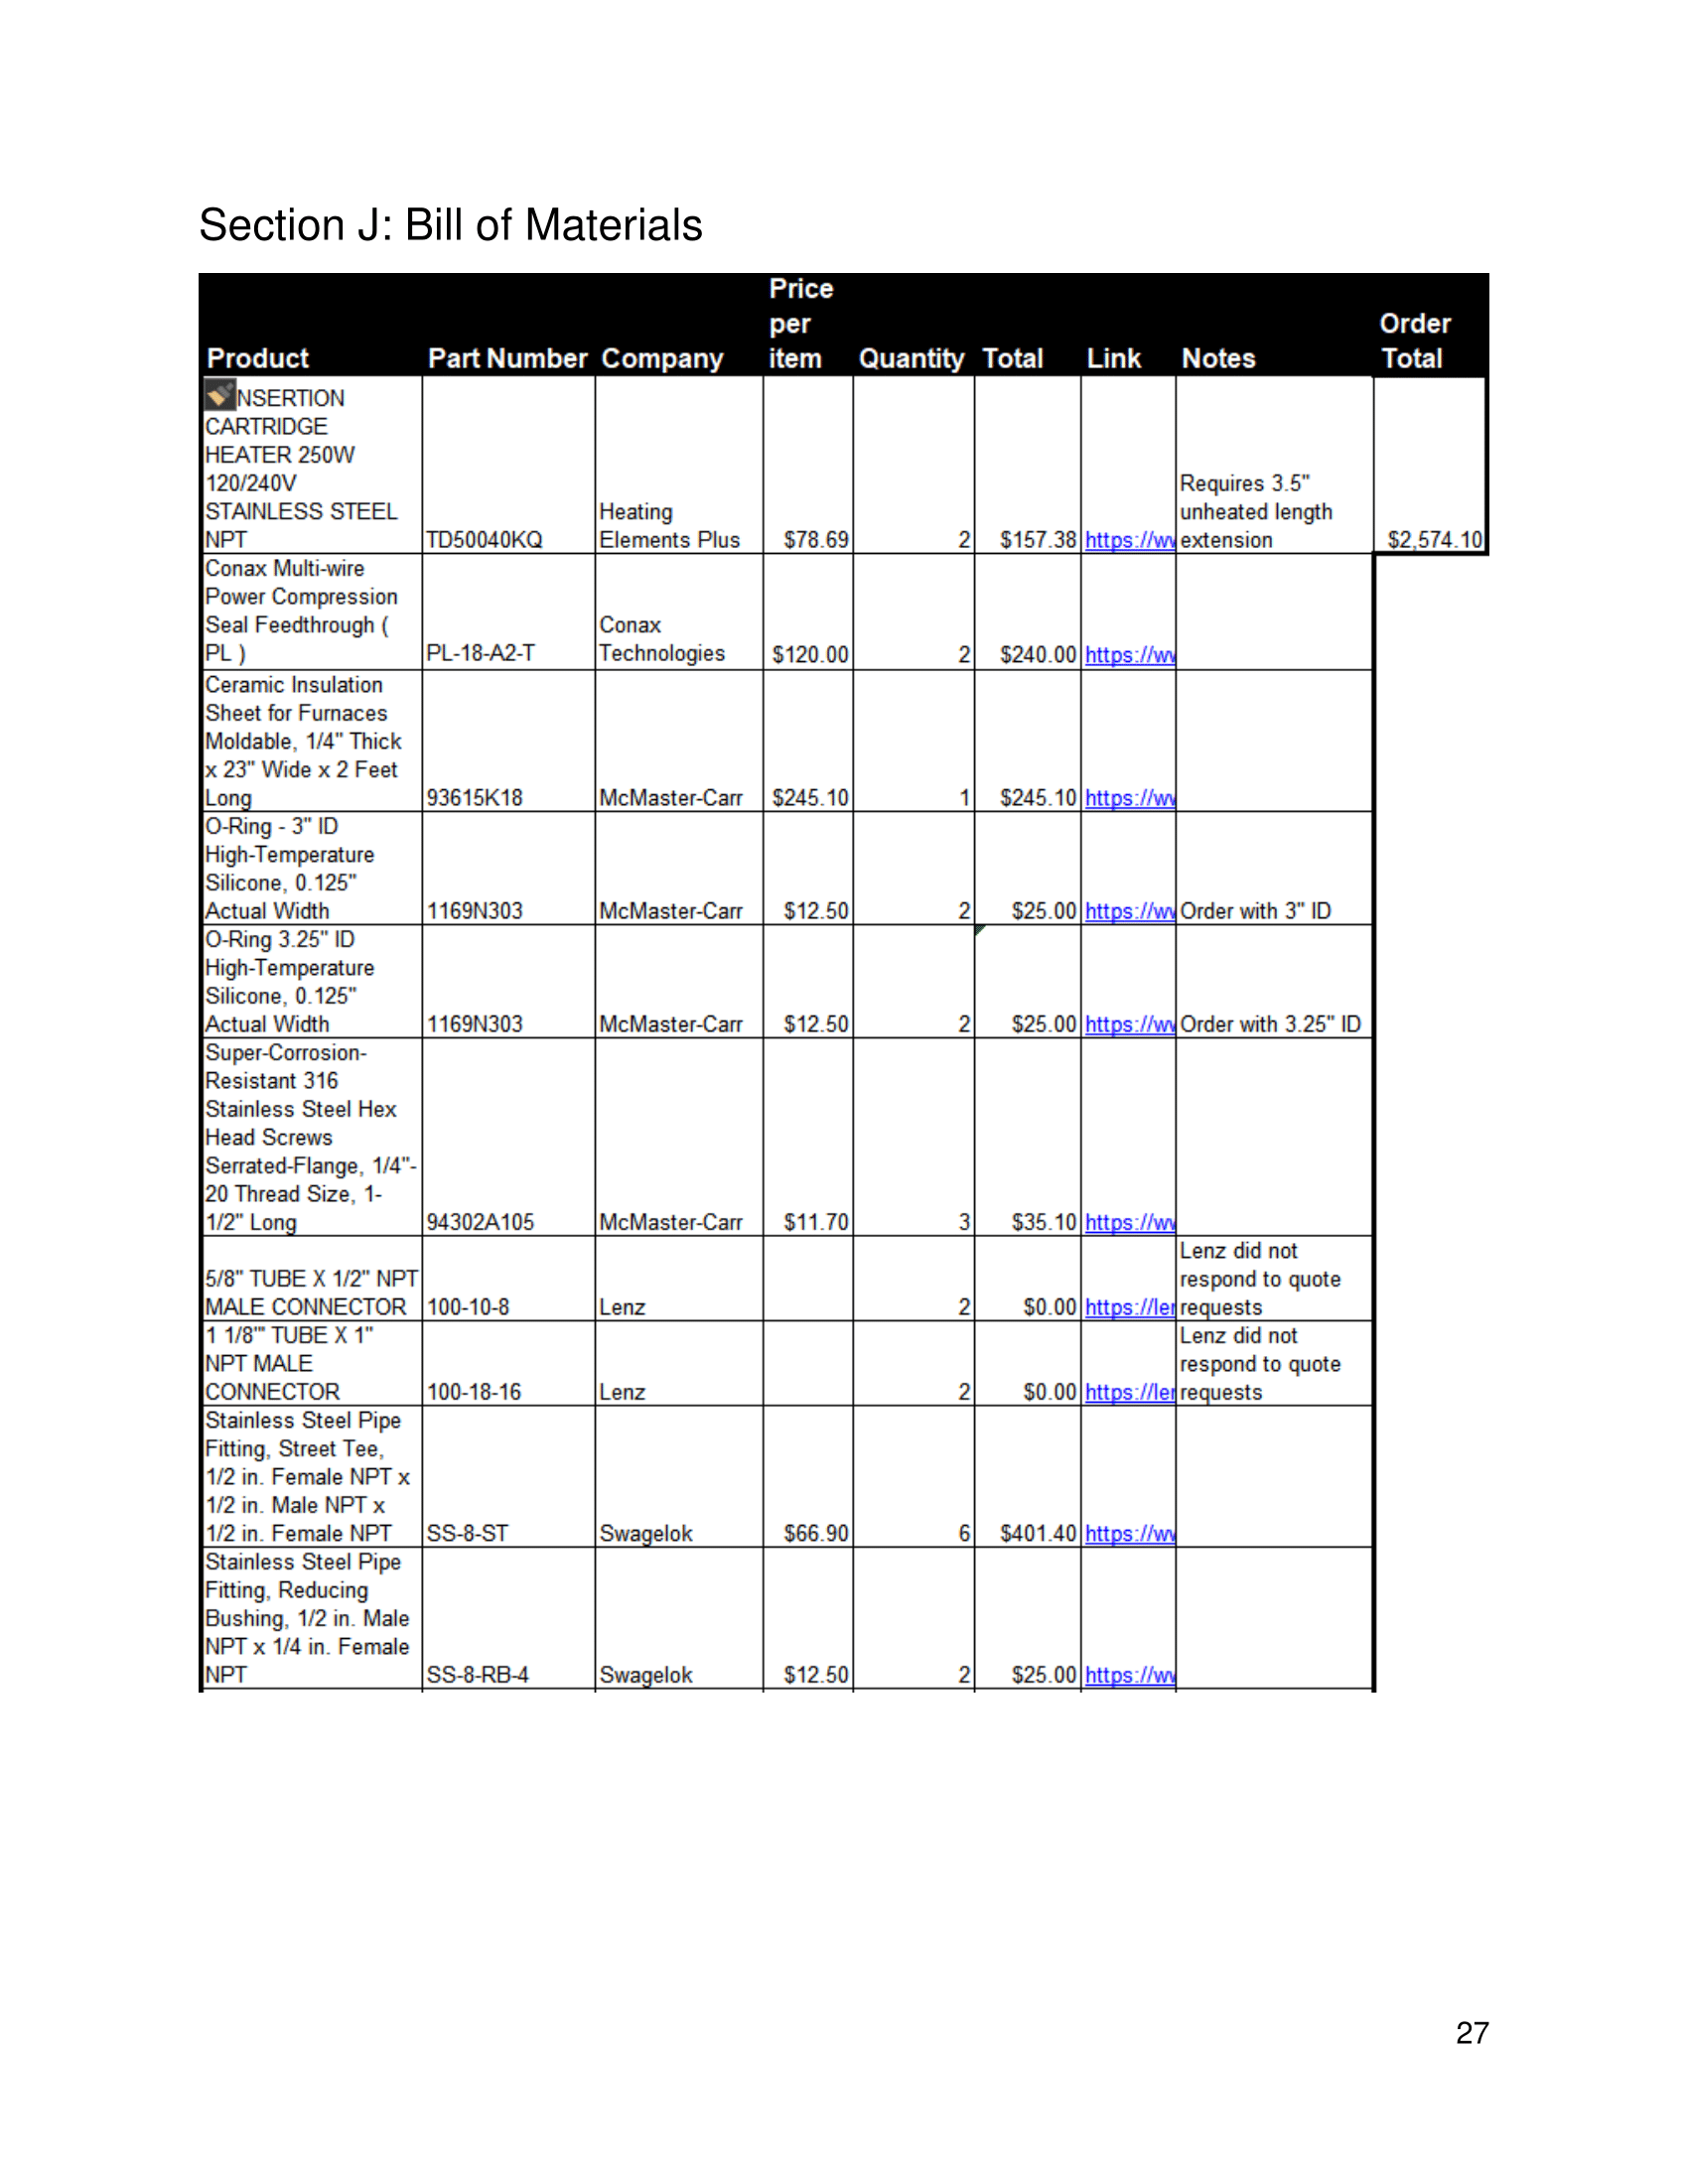 Section J: Bill of Materials
Product Part Number Company Price per item Quantity Total Link Notes Order Total
NSERTION
CARTRIDGE
HEATER 250W
120/240V
STAINLESS STEEL
NPT
TD50040KQ
Heating
Elements Plus
$78.69
2
$157.38
https://ww
Requires 3.5"
unheated length
extension
$2,574.10
Conax Multi-wire
Power Compression
Seal Feedthrough (
PL )
PL-18-A2-T
Conax
Technologies
$120.00
2
$240.00
https://ww
Ceramic Insulation
Sheet for Furnaces
Moldable, 1/4" Thick
x 23" Wide x 2 Feet
Long
93615K18
McMaster-Carr
$245.10
1
$245.10
https://ww
O-Ring - 3" ID
High-Temperature
Silicone, 0.125"
Actual Width
1169N303
McMaster-Carr
$12.50
2
$25.00
https://ww
Order with 3" ID
O-Ring 3.25" ID
High-Temperature
Silicone, 0.125"
Actual Width
1169N303
McMaster-Carr
$12.50
2
$25.00
https://ww
Order with 3.25" ID
Super-Corrosion-
Resistant 316
Stainless Steel Hex
Head Screws
Serrated-Flange, 1/4"-
20 Thread Size, 1-
1/2" Long
94302A105
McMaster-Carr
$11.70
3
$35.10
https://ww
5/8" TUBE X 1/2" NPT
MALE CONNECTOR
100-10-8
Lenz
2
$0.00
https://ler
Lenz did not
respond to quote
requests
1 1/8'" TUBE X 1"
NPT MALE
CONNECTOR
100-18-16
Lenz
2
$0.00
https://ler
Lenz did not
respond to quote
requests
Stainless Steel Pipe
Fitting, Street Tee,
1/2 in. Female NPT x
1/2 in. Male NPT x
1/2 in. Female NPT
SS-8-ST
Swagelok
$66.90
6
$401.40
https://ww
Stainless Steel Pipe
Fitting, Reducing
Bushing, 1/2 in. Male
NPT x 1/4 in. Female
NPT
SS-8-RB-4
Swagelok
$12.50
2
$25.00
https://ww
27